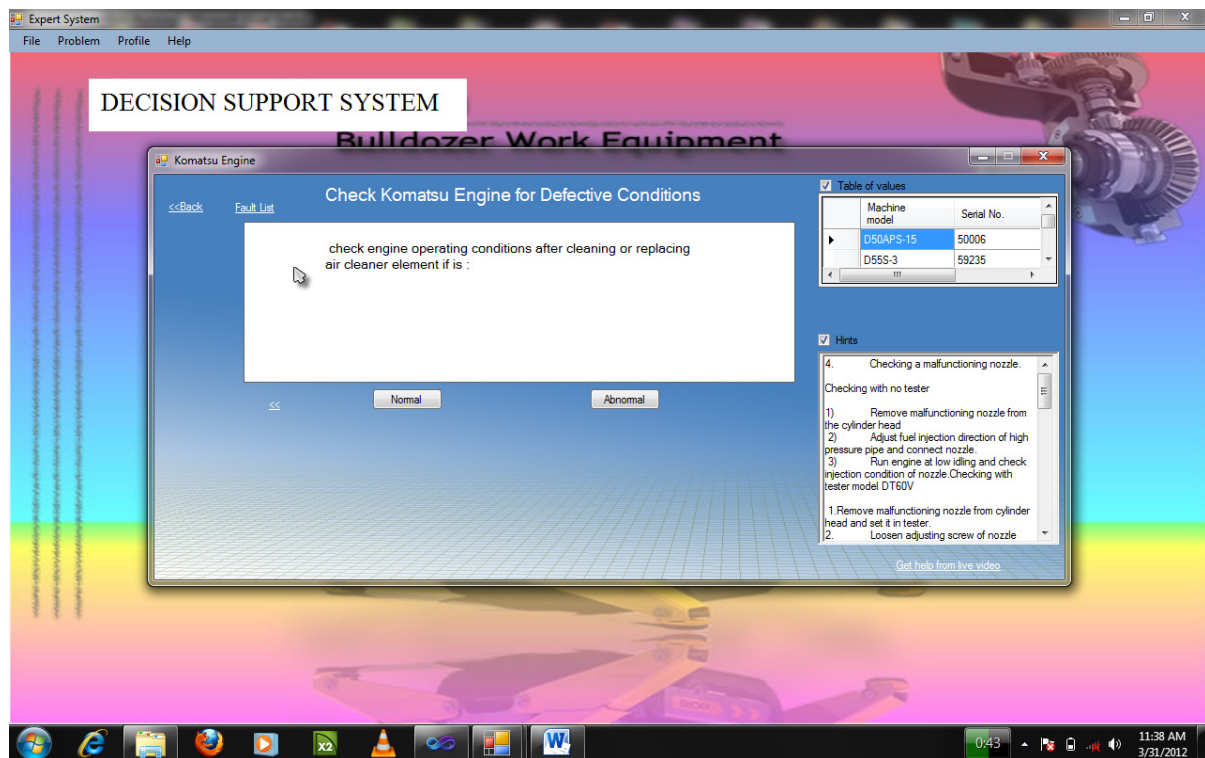 Expert System
File Problem Profile Help
DECISION SUPPORT SYSTEM
Bulldozer Work Equipment
Komatsu Engine
<<Back Fault List
Check Komatsu Engine for Defective Conditions
check engine operating conditions after cleaning or replacing
air cleaner element if is :
<<
Normal Abnormal
Table of values
Machine model Serial No.
D50APS-15 50006
D55S-3 59235
Hints
4. Checking a malfunctioning nozzle.
Checking with no tester
1) Remove malfunctioning nozzle from
the cylinder head
2) Adjust fuel injection direction of high
pressure pipe and connect nozzle.
3) Run engine at low idling and check
injection condition of nozzle.Checking with
tester model DT60V
1.Remove malfunctioning nozzle from cylinder
head and set it in tester.
2. Loosen adjusting screw of nozzle
Get help from live video
X2
W
0:43
11:38 AM
3/31/2012